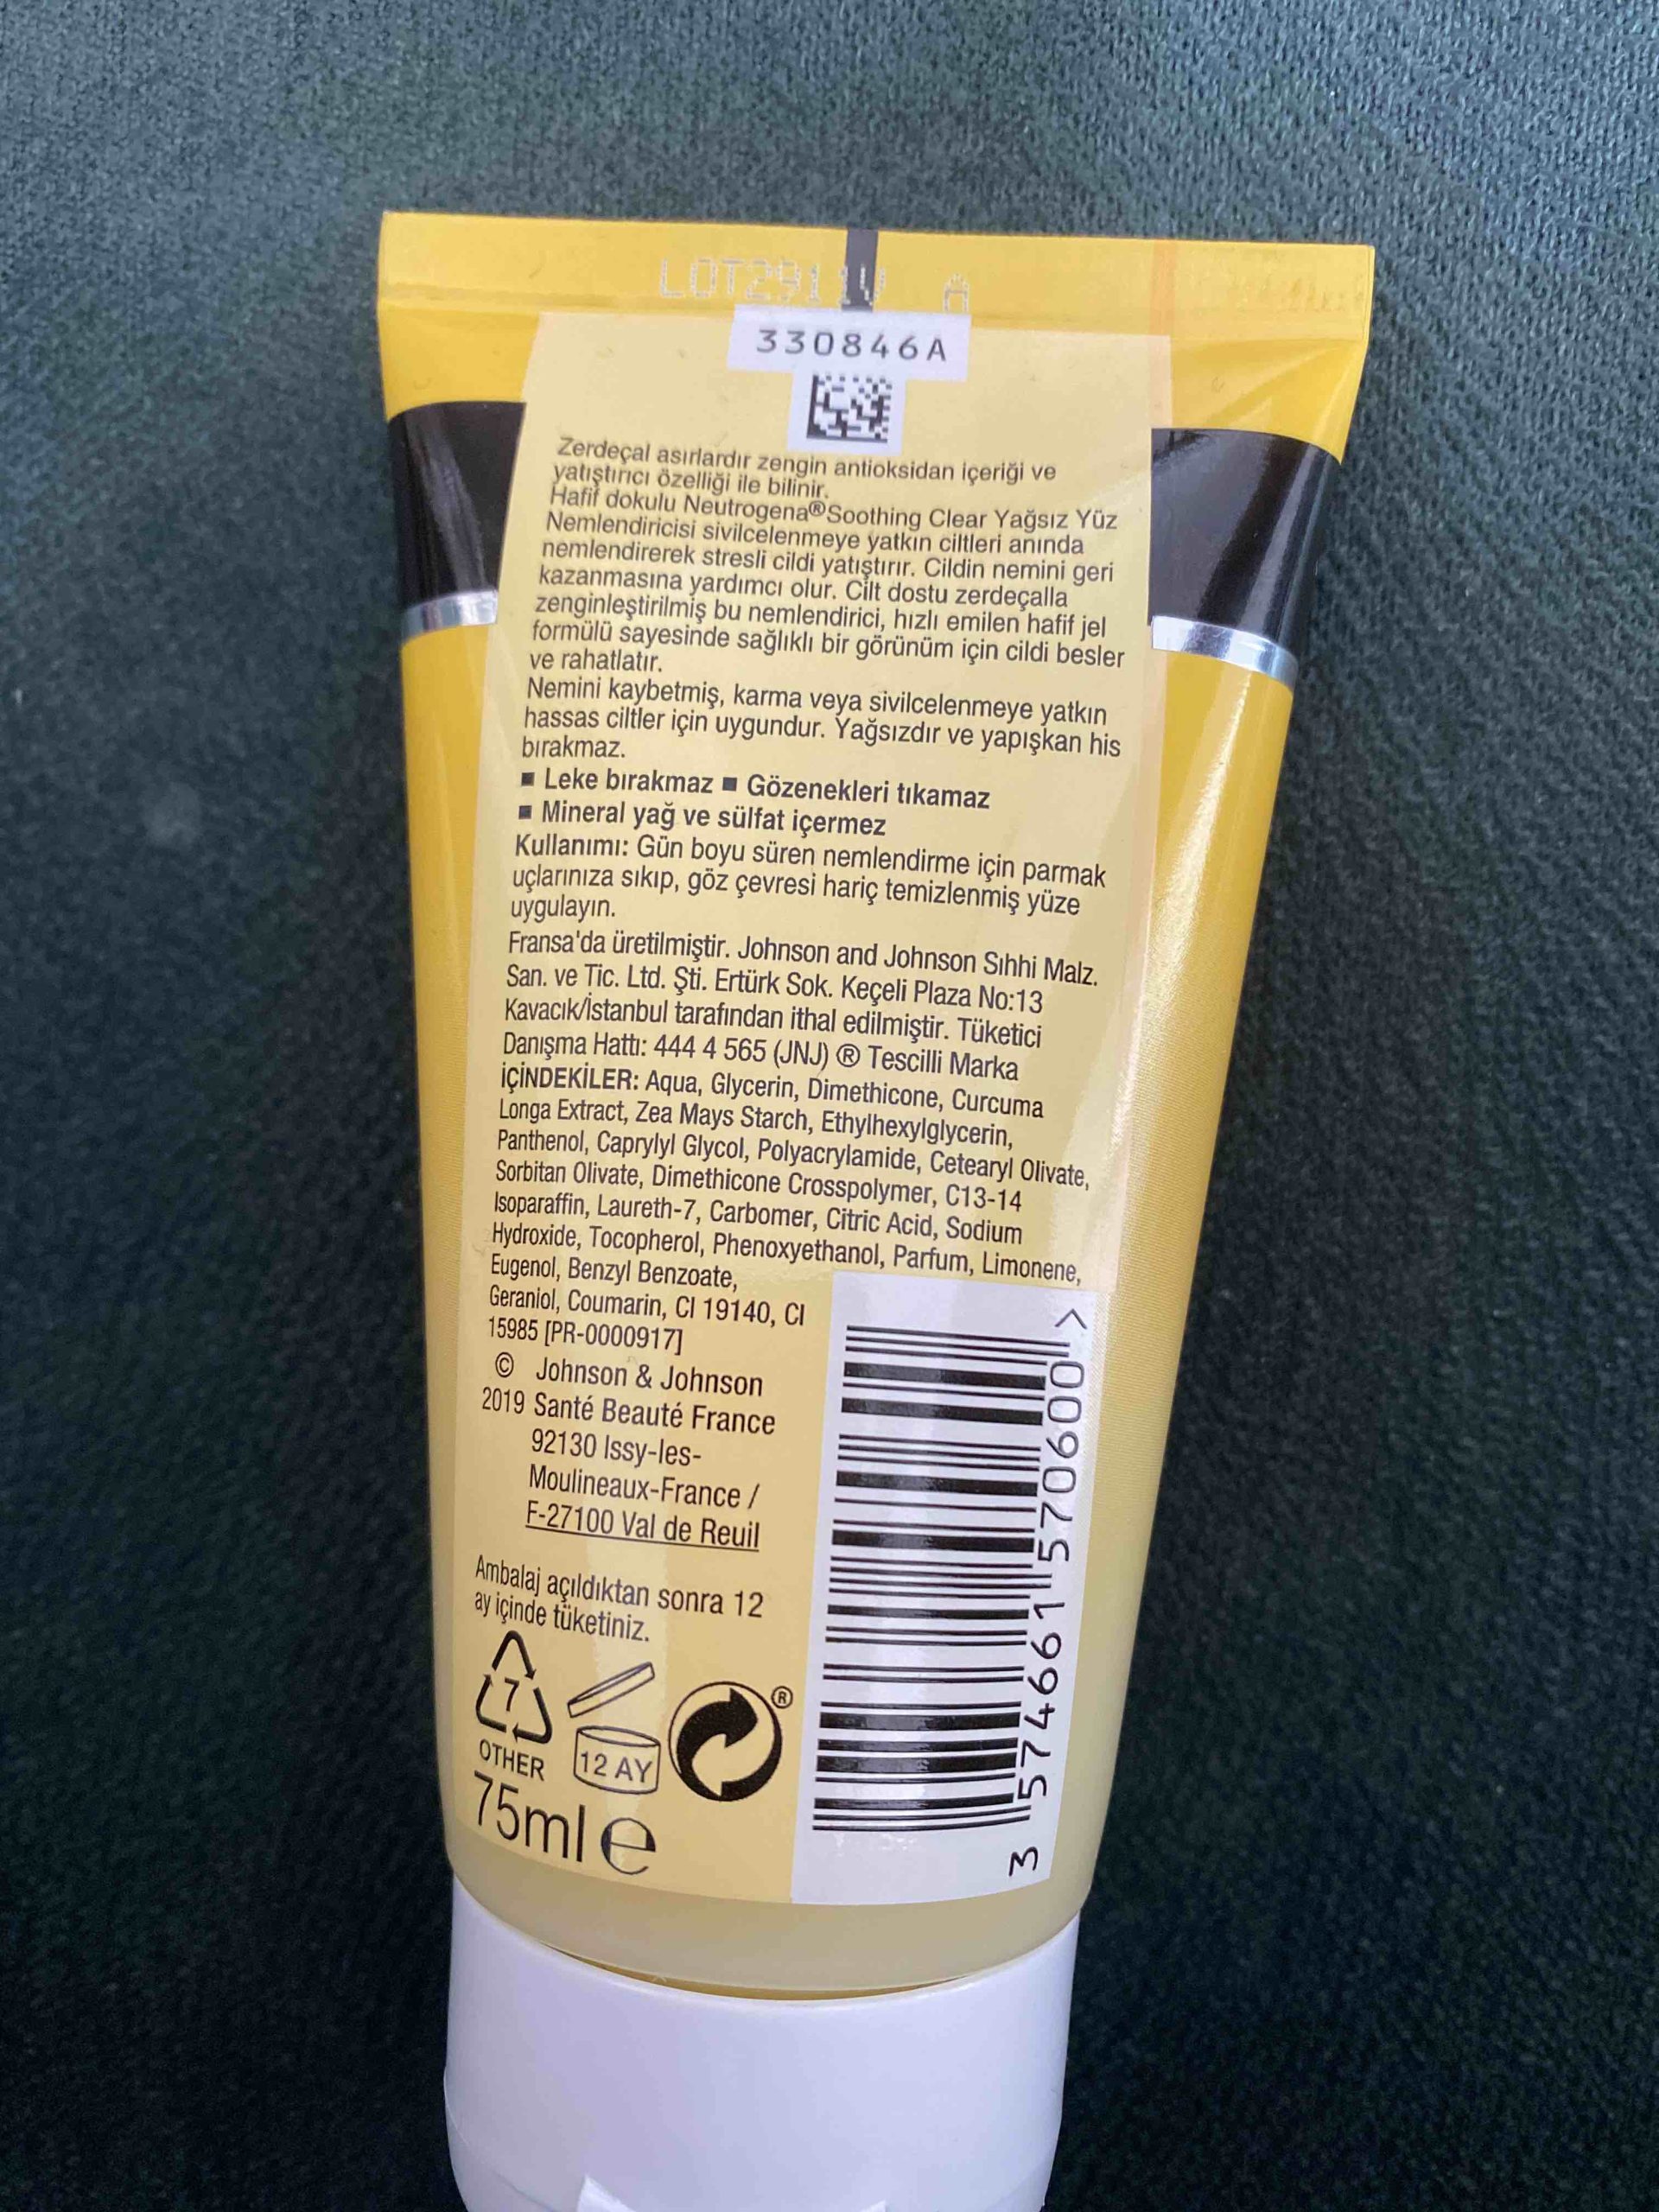 330846A
Zerdeçal asırlardır zengin antioksidan içeriği ve
yatıştırıcı özelliği ile bilinir.
Hafif dokulu Neutrogena®Soothing Clear Yağsız Yüz
Nemlendiricisi sivilcelenmeye yatkın ciltleri anında
nemlendirerek stresli cildi yatıştırır. Cildin nemini geri
kazanmasına yardımcı olur. Cilt dostu zerdeçalla
zenginleştirilmiş bu nemlendirici, hızlı emilen hafif jel
formülü sayesinde sağlıklı bir görünüm için cildi besler
ve rahatlatır.
Nemini kaybetmiş, karma veya sivilcelenmeye yatkın
hassas ciltler için uygundur. Yağsızdır ve yapışkan his
bırakmaz.
▪ Leke bırakmaz ▪ Gözenekleri tıkamaz
▪ Mineral yağ ve sülfat içermez
Kullanımı: Gün boyu süren nemlendirme için parmak
uçlarınıza sıkıp, göz çevresi hariç temizlenmiş yüze
uygulayın.
Fransa'da üretilmiştir. Johnson and Johnson Sıhhi Malz.
San. ve Tic. Ltd. Şti. Ertürk Sok. Keçeli Plaza No:13
Kavacık/İstanbul tarafından ithal edilmiştir. Tüketici
Danışma Hattı: 444 4 565 (JNJ) ® Tescilli Marka
İÇİNDEKİLER: Aqua, Glycerin, Dimethicone, Curcuma
Longa Extract, Zea Mays Starch, Ethylhexylglycerin,
Panthenol, Caprylyl Glycol, Polyacrylamide, Cetearyl Olivate,
Sorbitan Olivate, Dimethicone Crosspolymer, C13-14
Isoparaffin, Laureth-7, Carbomer, Citric Acid, Sodium
Hydroxide, Tocopherol, Phenoxyethanol, Parfum, Limonene,
Eugenol, Benzyl Benzoate,
Geraniol, Coumarin, CI 19140, CI
15985 [PR-0000917]
© Johnson & Johnson
2019 Santé Beauté France
92130 Issy-les-
Moulineaux-France /
F-27100 Val de Reuil
Ambalaj açıldıktan sonra 12
ay içinde tüketiniz.
7
OTHER
12 AY
®
75ml e
3 574661 570600 >